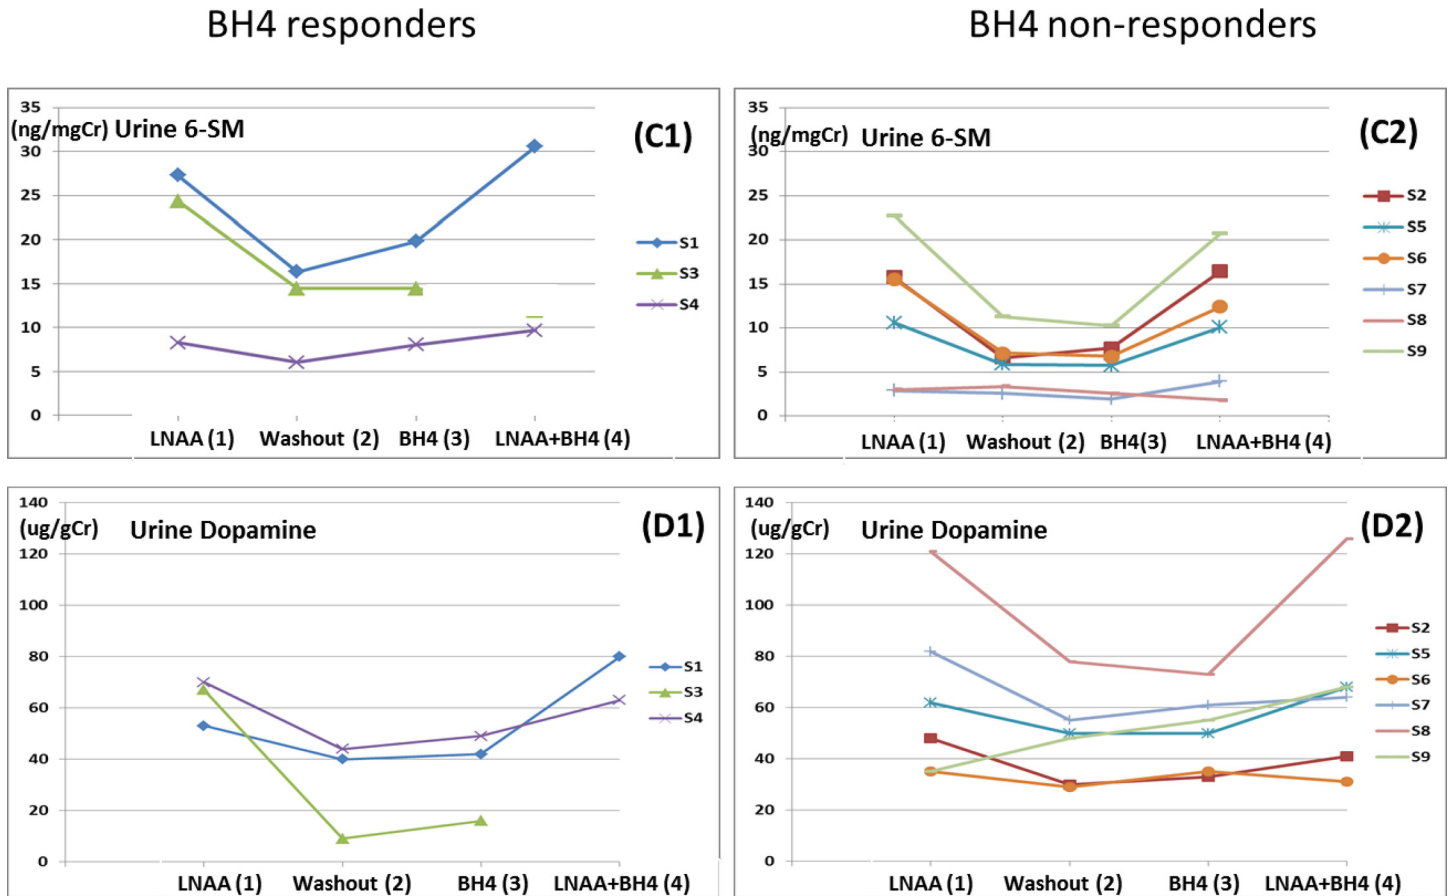 BH4 responders
BH4 non-responders
35
(ng/mgCr) Urine 6-SM
(C1)
30
25
20
15
10
5
0
S1
S3
S4
LNAA (1) Washout (2) BH4 (3) LNAA+BH4 (4)
35
(ng/mgCr) Urine 6-SM
(C2)
30
25
20
15
10
5
0
S2
S5
S6
S7
S8
S9
LNAA (1) Washout (2) BH4(3) LNAA+BH4 (4)
140
(ug/gCr) Urine Dopamine
(D1)
120
100
80
60
40
20
0
S1
S3
S4
LNAA (1) Washout (2) BH4 (3) LNAA+BH4 (4)
140
(ug/gCr) Urine Dopamine
(D2)
120
100
80
60
40
20
0
S2
S5
S6
S7
S8
S9
LNAA (1) Washout (2) BH4 (3) LNAA+BH4 (4)